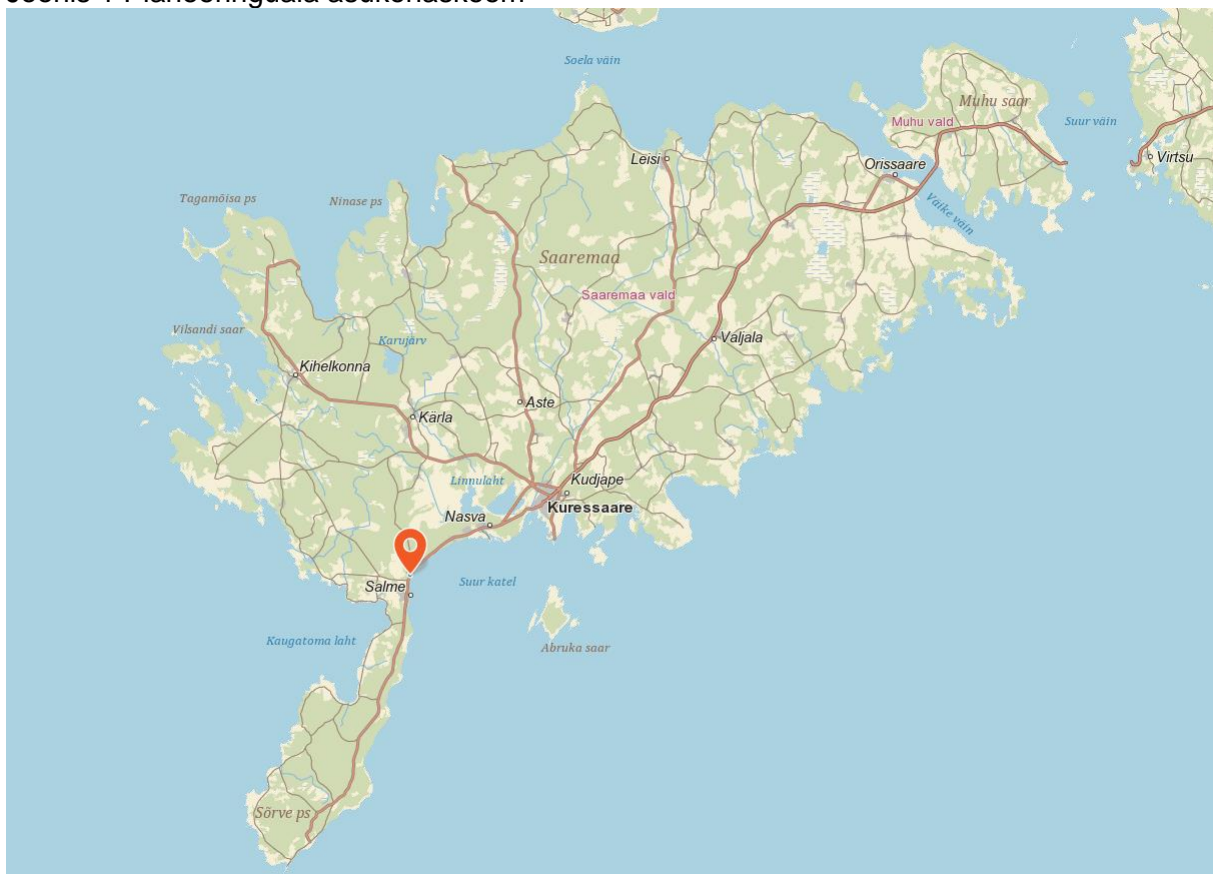 Soela väin
Muhu saar
Muhu vald
Suur väin
Leisi
Orissaare
Virtsu
Tagamõisa ps
Ninase ps
Väike väin
Saaremaa
Saaremaa vald
Vilsandi saar
Karujärv
Valjala
Kihelkonna
Aste
Kärla
Linnulaht
Kudjape
Kuressaare
Nasva
Suur katel
Salme
Kaugatoma laht
Abruka saar
Sõrve ps